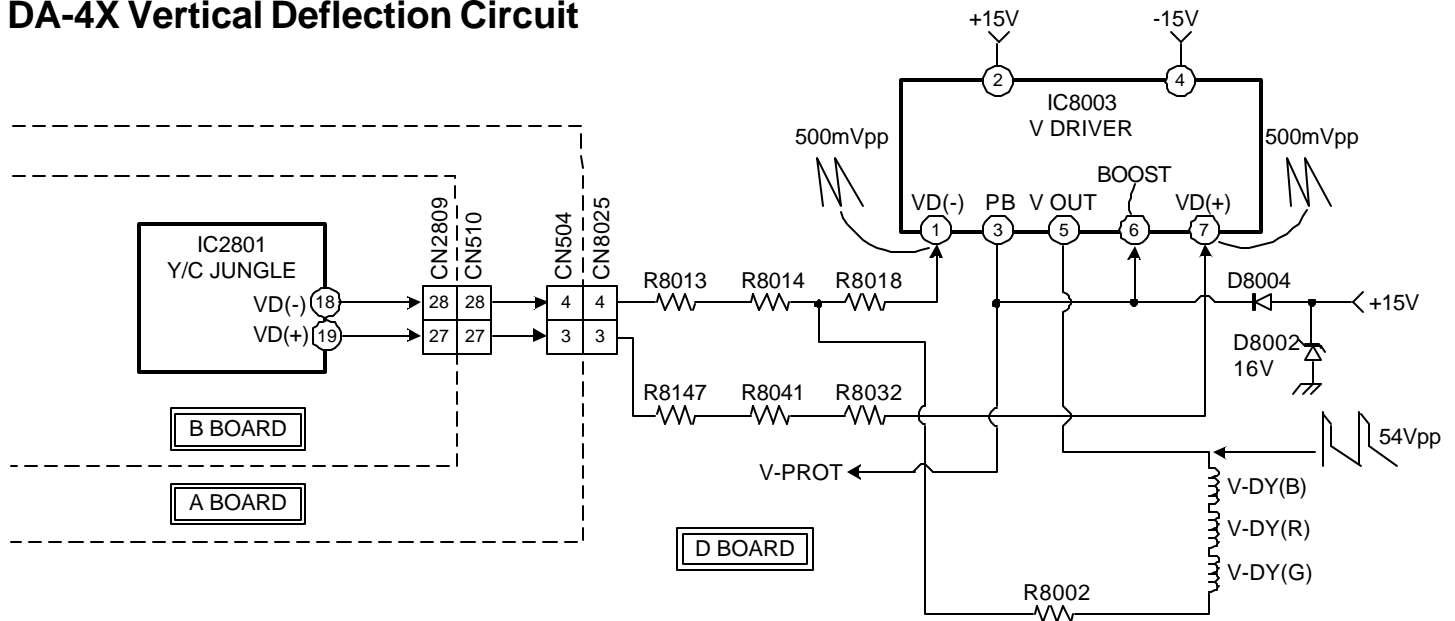 DA-4X Vertical Deflection Circuit
+15V
-15V
2
4
IC8003
V DRIVER
500mVpp
500mVpp
BOOST
VD(-)
PB
V OUT
VD(+)
1
3
5
6
7
IC2801
Y/C JUNGLE
VD(-)
18
VD(+)
19
CN2809
CN510
CN504
CN8025
28
28
27
27
4
4
3
3
R8013
R8014
R8018
D8004
+15V
D8002
16V
R8147
R8041
R8032
B BOARD
A BOARD
D BOARD
V-PROT
54Vpp
V-DY(B)
V-DY(R)
V-DY(G)
R8002